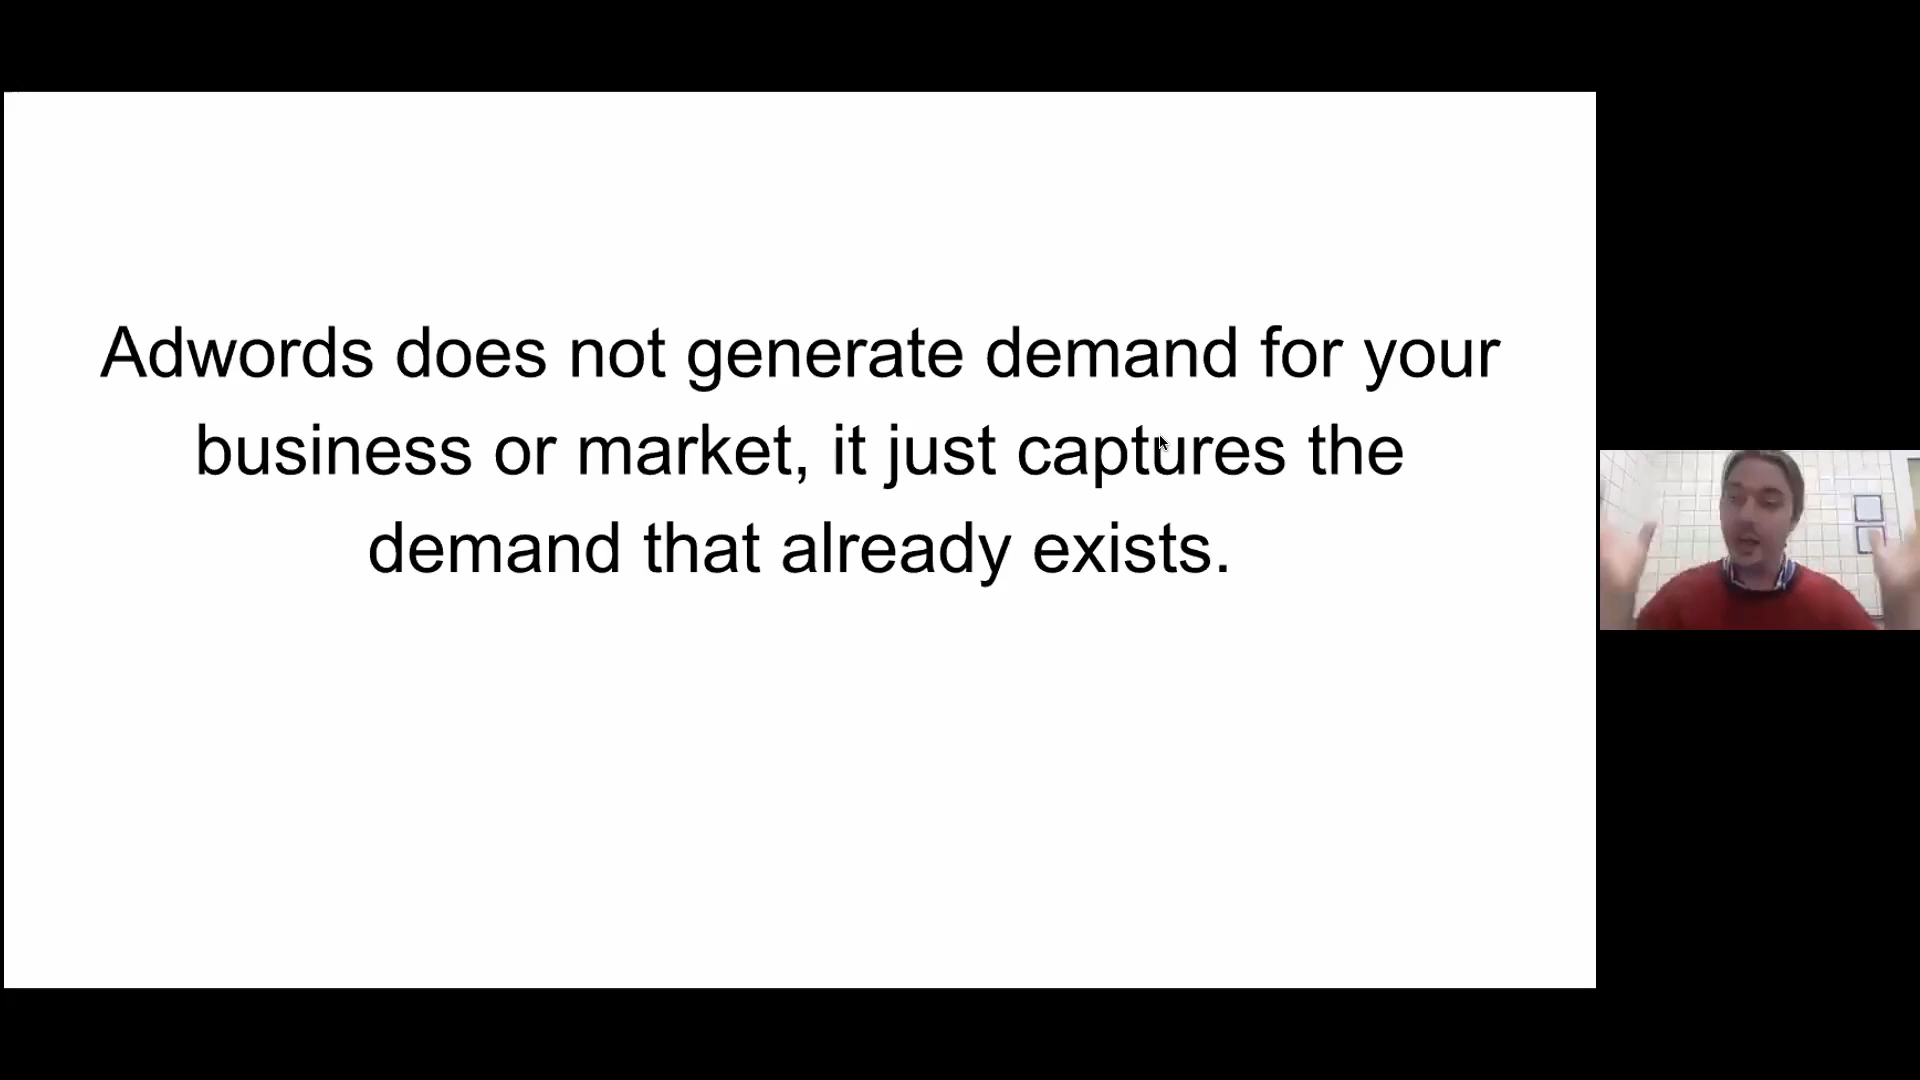 Adwords does not generate demand for your
business or market, it just captures the
demand that already exists.